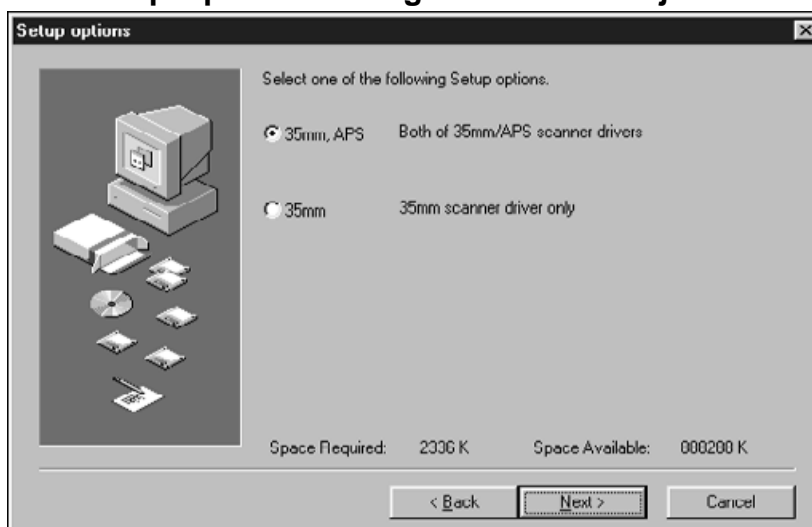 Setup options
Select one of the following Setup options.
35mm, APS Both of 35mm/APS scanner drivers
35mm 35mm scanner driver only
Space Required: 2336 K Space Available:
< Back Next > Cancel